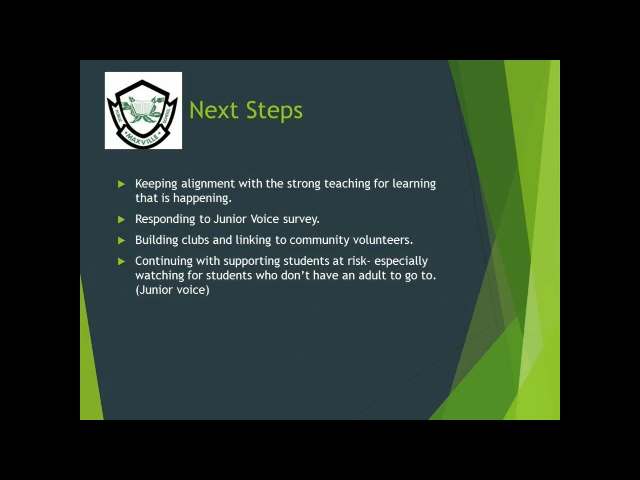 Next Steps
MAXVILLE
Keeping alignment with the strong teaching for learning
that is happening.
Responding to Junior Voice survey.
Building clubs and linking to community volunteers.
Continuing with supporting students at risk- especially
watching for students who don't have an adult to go to.
(Junior voice)